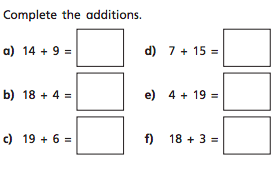 Complete the additions.
a) 14 + 9 =
d) 7 + 15 =
b) 18 + 4 =
e) 4 + 19 =
c) 19 + 6 =
f) 18 + 3 =